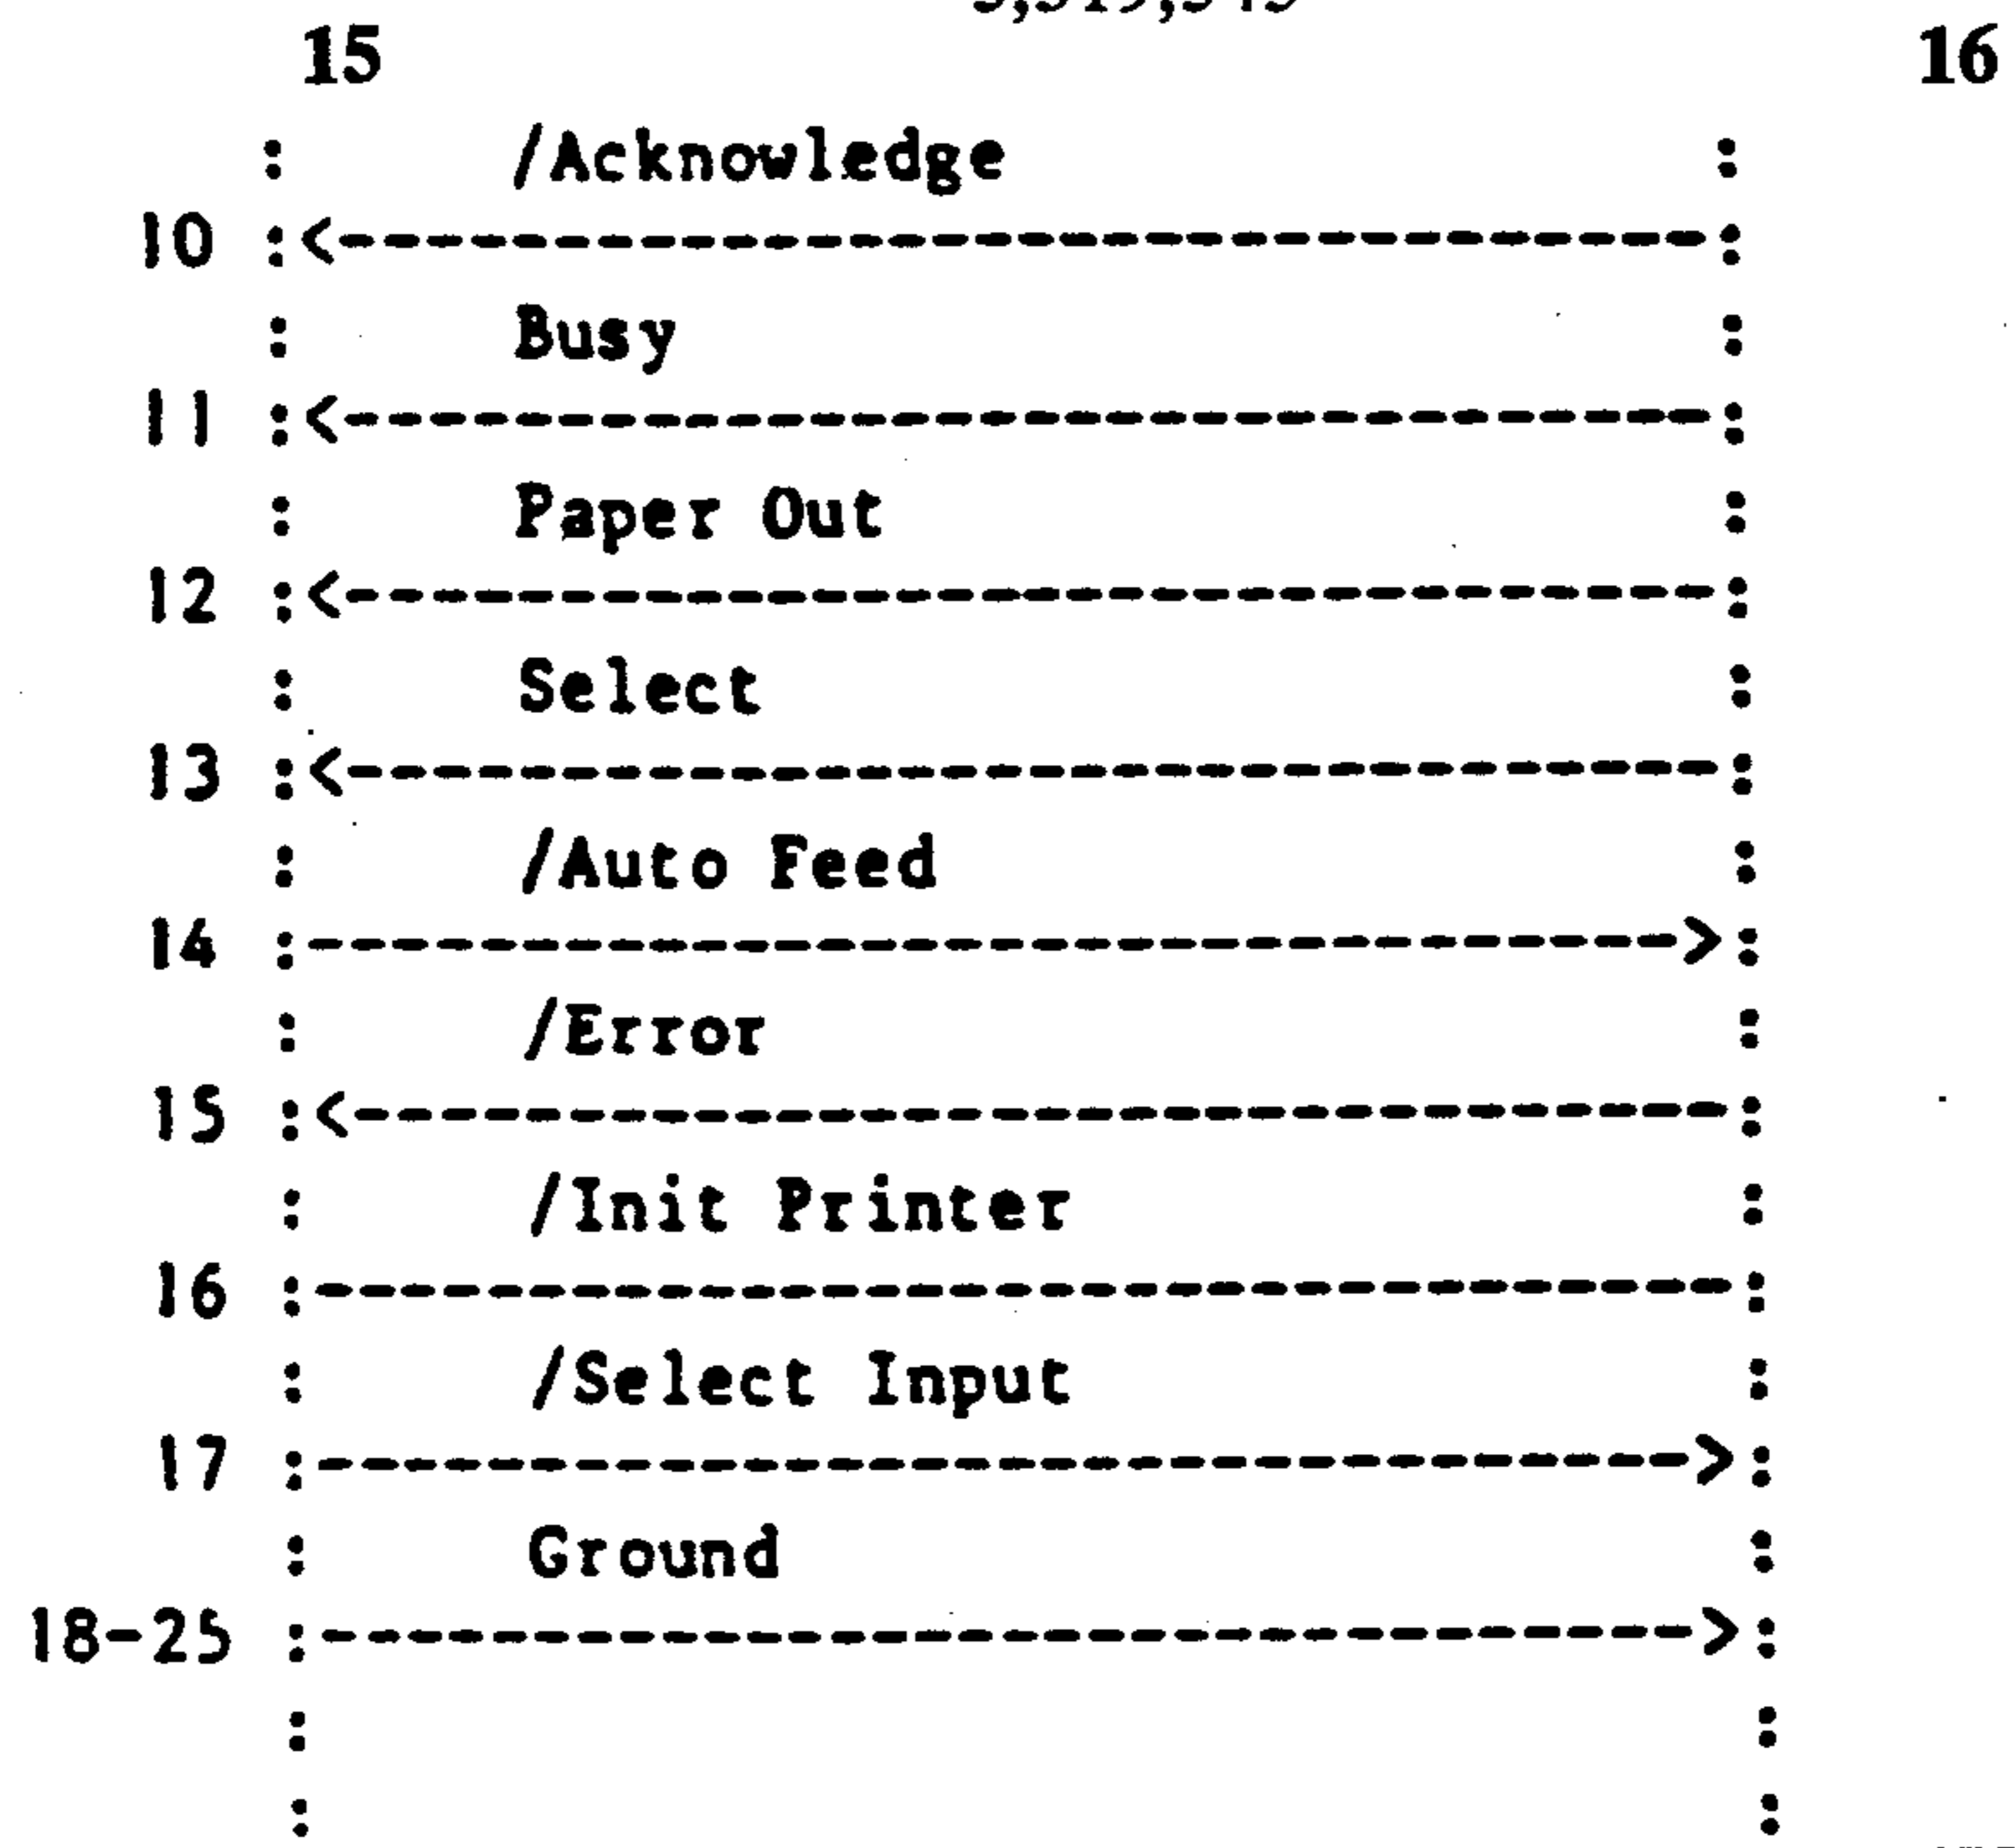 15 16
: /Acknowledge :
10 :<--------------------------------:
: Busy :
11 :<--------------------------------:
: Paper Out :
12 :<--------------------------------:
: Select :
13 :<--------------------------------:
: /Auto Feed :
14 :-------------------------------->:
: /Error :
15 :<--------------------------------:
: /Init Printer :
16 :---------------------------------:
: /Select Input :
17 :-------------------------------->:
: Ground :
18-25 :-------------------------------->:
: :
: :